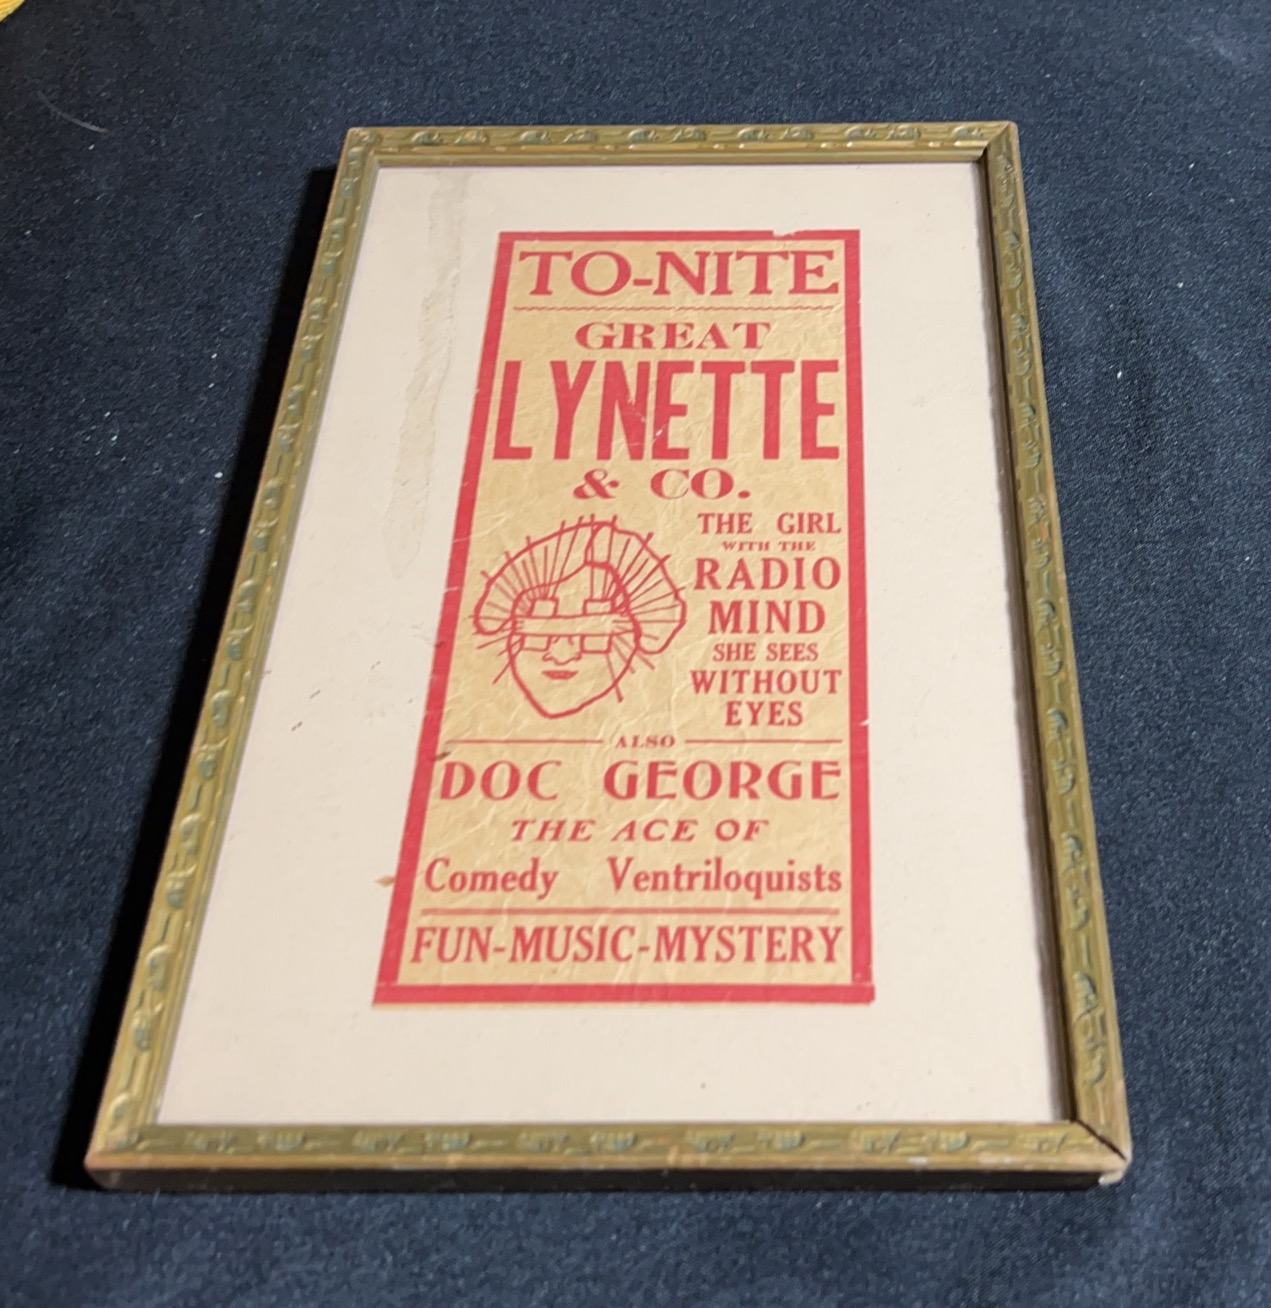 TO-NITE
GREAT
LYNETTE
& CO.
THE GIRL
WITH THE
RADIO
MIND
SHE SEES
WITHOUT
EYES
ALSO
DOC GEORGE
THE ACE OF
Comedy Ventriloquists
FUN-MUSIC-MYSTERY